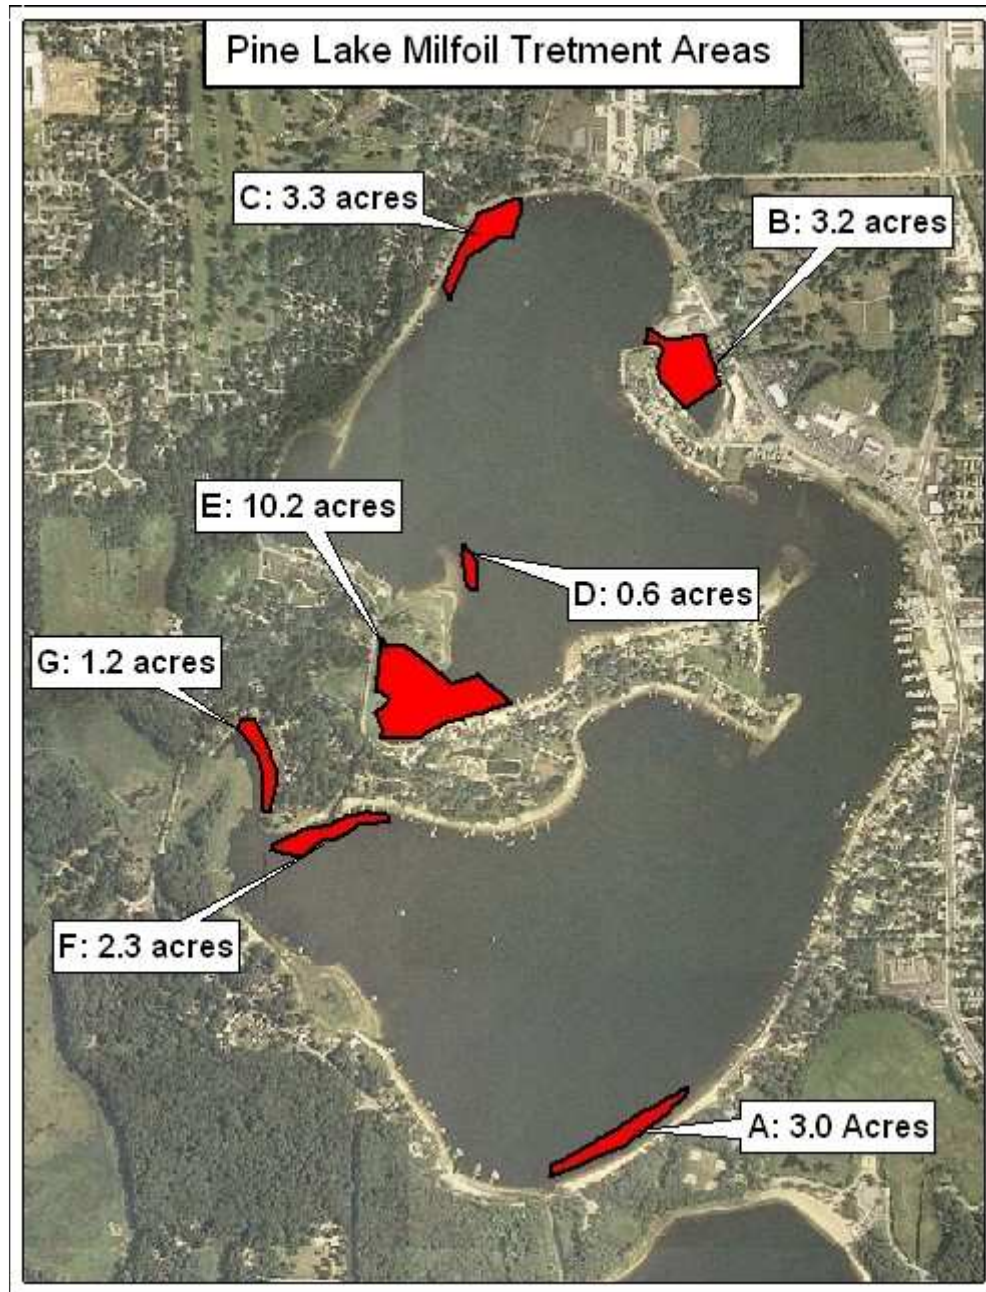 Pine Lake Milfoil Tretment Areas
C: 3.3 acres
B: 3.2 acres
E: 10.2 acres
D: 0.6 acres
G: 1.2 acres
F: 2.3 acres
A: 3.0 Acres